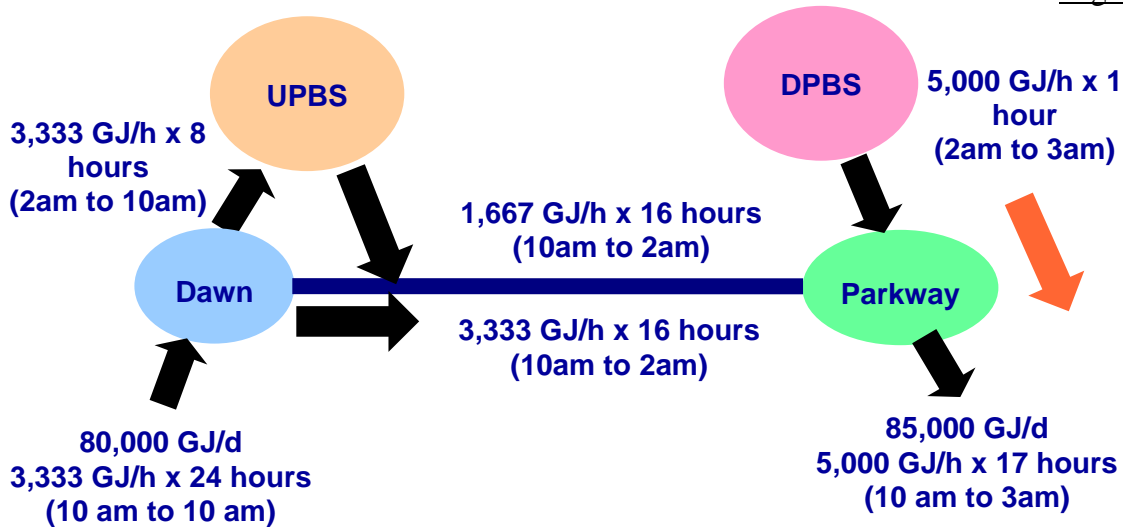 UPBS
DPBS
5,000 GJ/h x 1
hour
(2am to 3am)
3,333 GJ/h x 8
hours
(2am to 10am)
1,667 GJ/h x 16 hours
(10am to 2am)
Dawn
Parkway
3,333 GJ/h x 16 hours
(10am to 2am)
80,000 GJ/d
3,333 GJ/h x 24 hours
(10 am to 10 am)
85,000 GJ/d
5,000 GJ/h x 17 hours
(10 am to 3am)